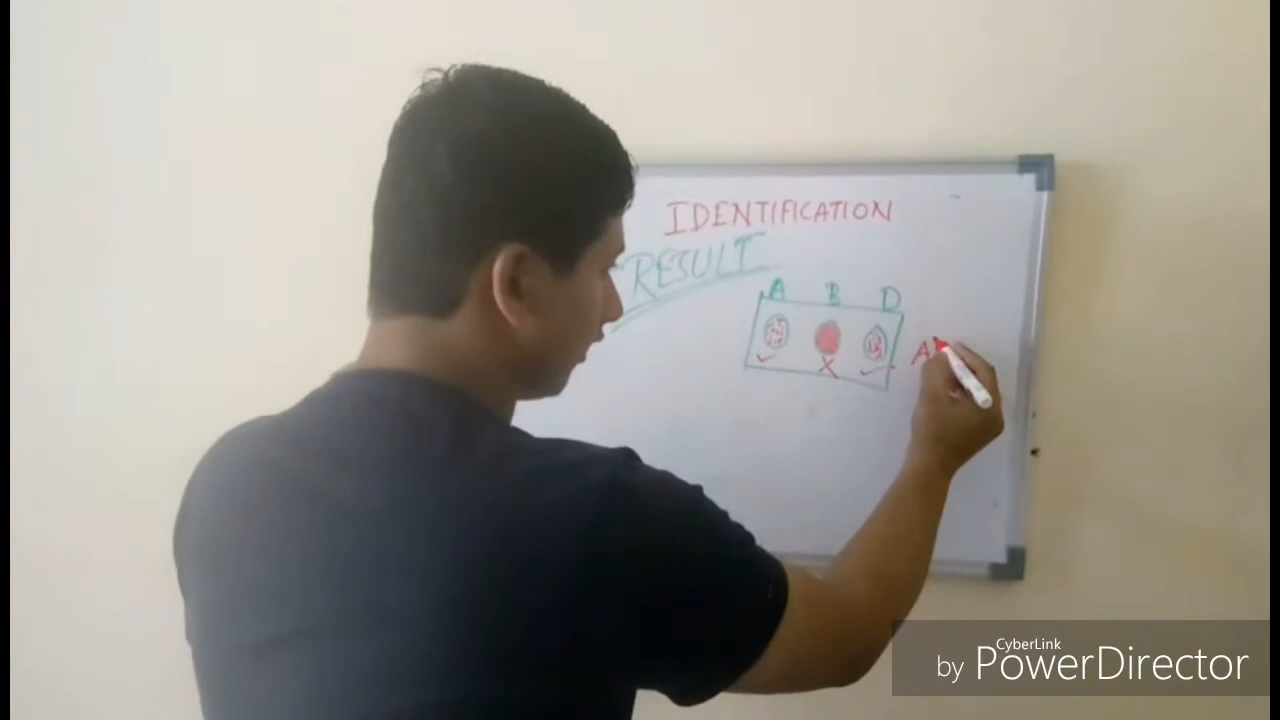 IDENTIFICATION
RESULT
A B D
A
CyberLink
by PowerDirector